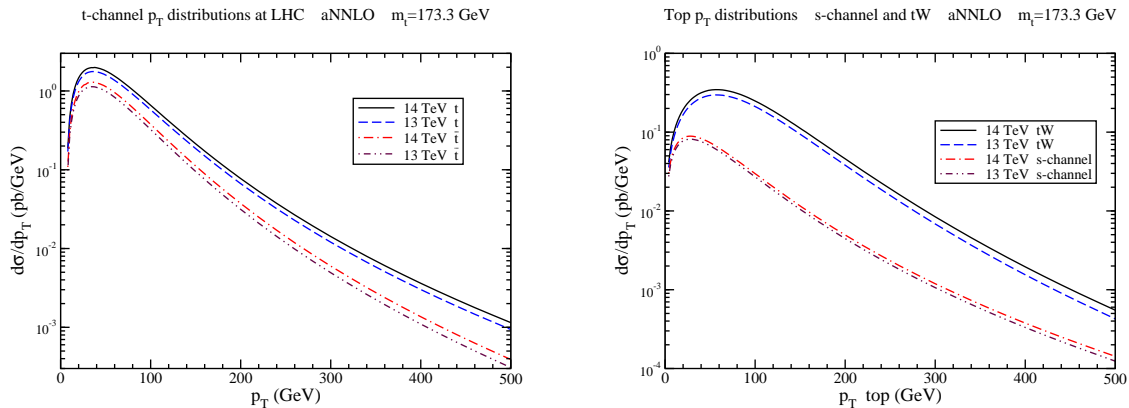 t-channel p_T distributions at LHC aNNLO m_t=173.3 GeV
10^0
10^-1
10^-2
10^-3
dσ/dp_T (pb/GeV)
14 TeV t
13 TeV t
14 TeV t̄
13 TeV t̄
0 100 200 300 400 500
p_T (GeV)
Top p_T distributions s-channel and tW aNNLO m_t=173.3 GeV
10^0
10^-1
10^-2
10^-3
10^-4
dσ/dp_T (pb/GeV)
14 TeV tW
13 TeV tW
14 TeV s-channel
13 TeV s-channel
0 100 200 300 400 500
p_T top (GeV)